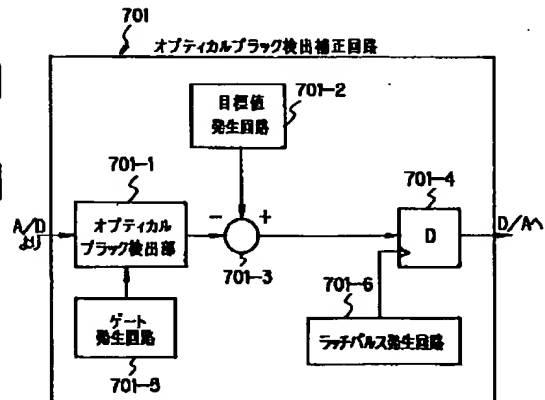 701
オプティカルブラック検出補正回路
701-2
目標値
発生回路
701-1
701-4
A/D
より
オプティカル
ブラック検出部
-
+
D
D/Aへ
701-3
701-6
ゲート
発生回路
ラッチパルス発生回路
701-5